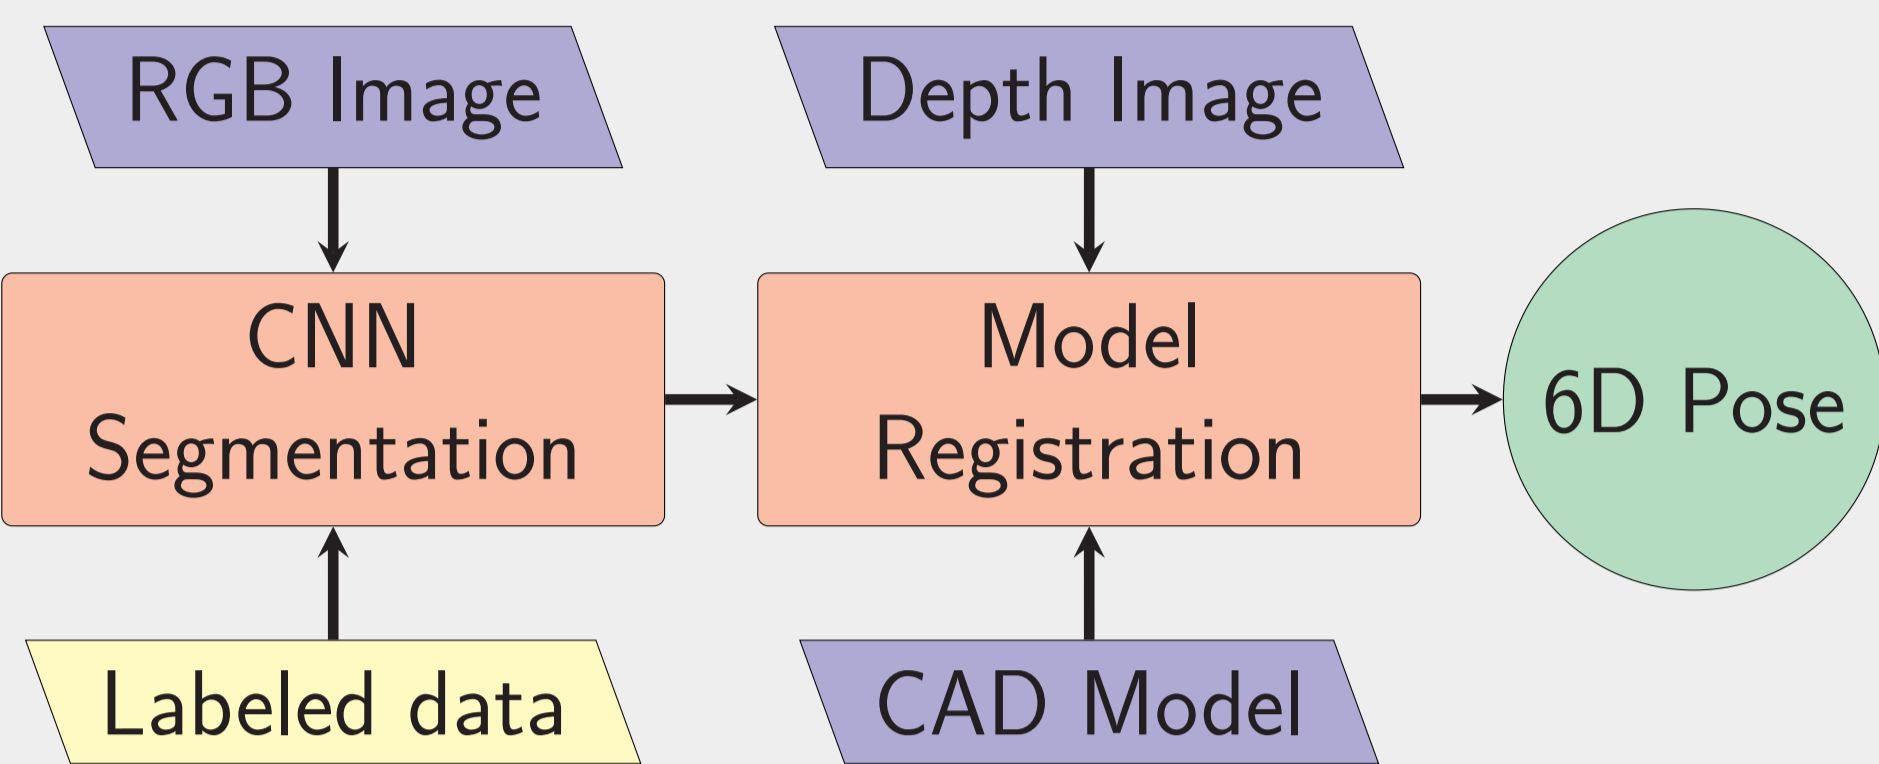 RGB Image
Depth Image
CNN
Segmentation
Model
Registration
6D Pose
Labeled data
CAD Model